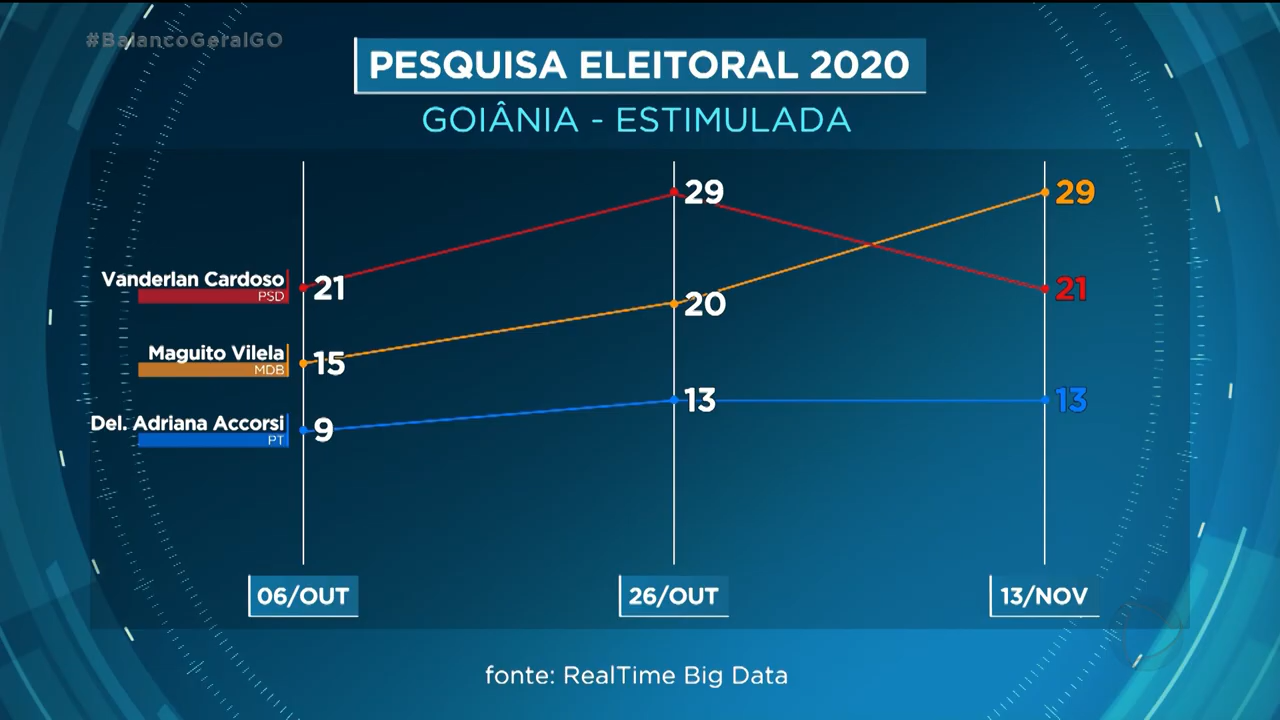 #BalancoGeralGO
PESQUISA ELEITORAL 2020
GOIÂNIA - ESTIMULADA
29
29
Vanderlan Cardoso
PSD
21
21
20
Maguito Vilela
MDB
15
13
13
Del. Adriana Accorsi
PT
9
06/OUT
26/OUT
13/NOV
fonte: RealTime Big Data